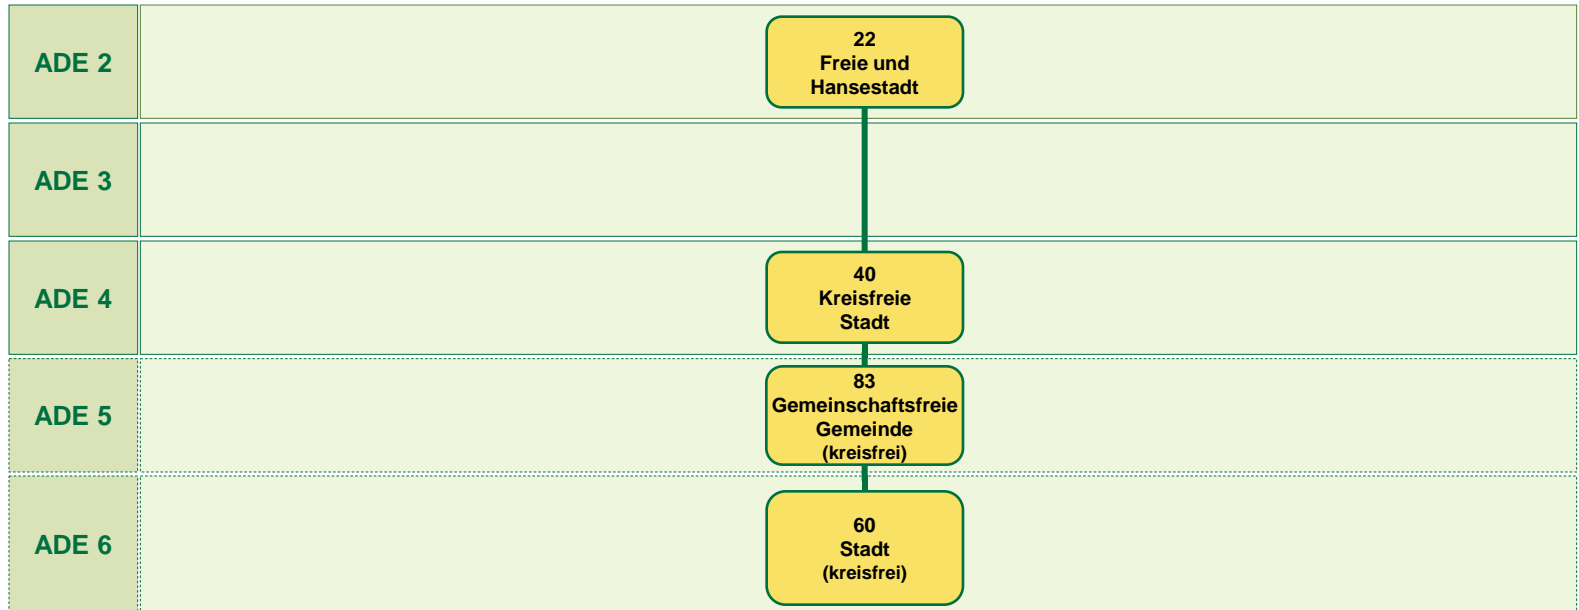 ADE 2
22
Freie und
Hansestadt
ADE 3
ADE 4
40
Kreisfreie
Stadt
ADE 5
83
Gemeinschaftsfreie
Gemeinde
(kreisfrei)
ADE 6
60
Stadt
(kreisfrei)